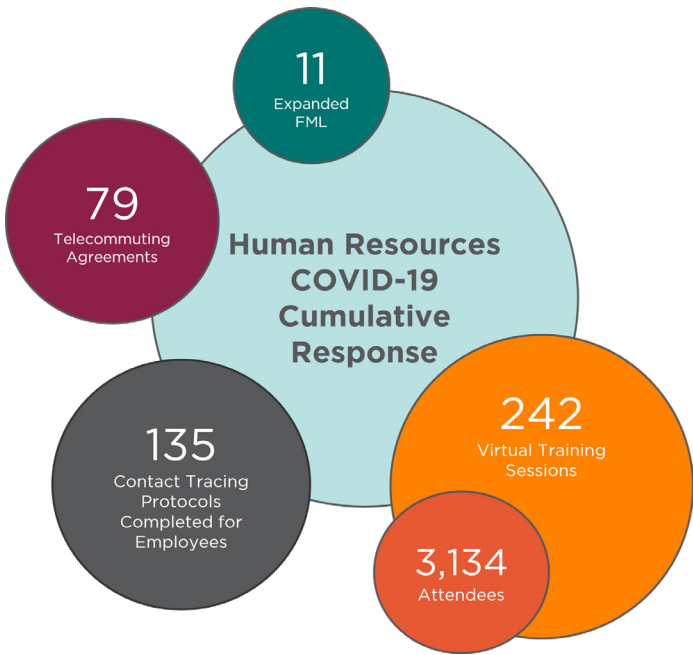 11
Expanded
FML
79
Telecommuting
Agreements
Human Resources
COVID-19
Cumulative
Response
135
Contact Tracing
Protocols
Completed for
Employees
242
Virtual Training
Sessions
3,134
Attendees